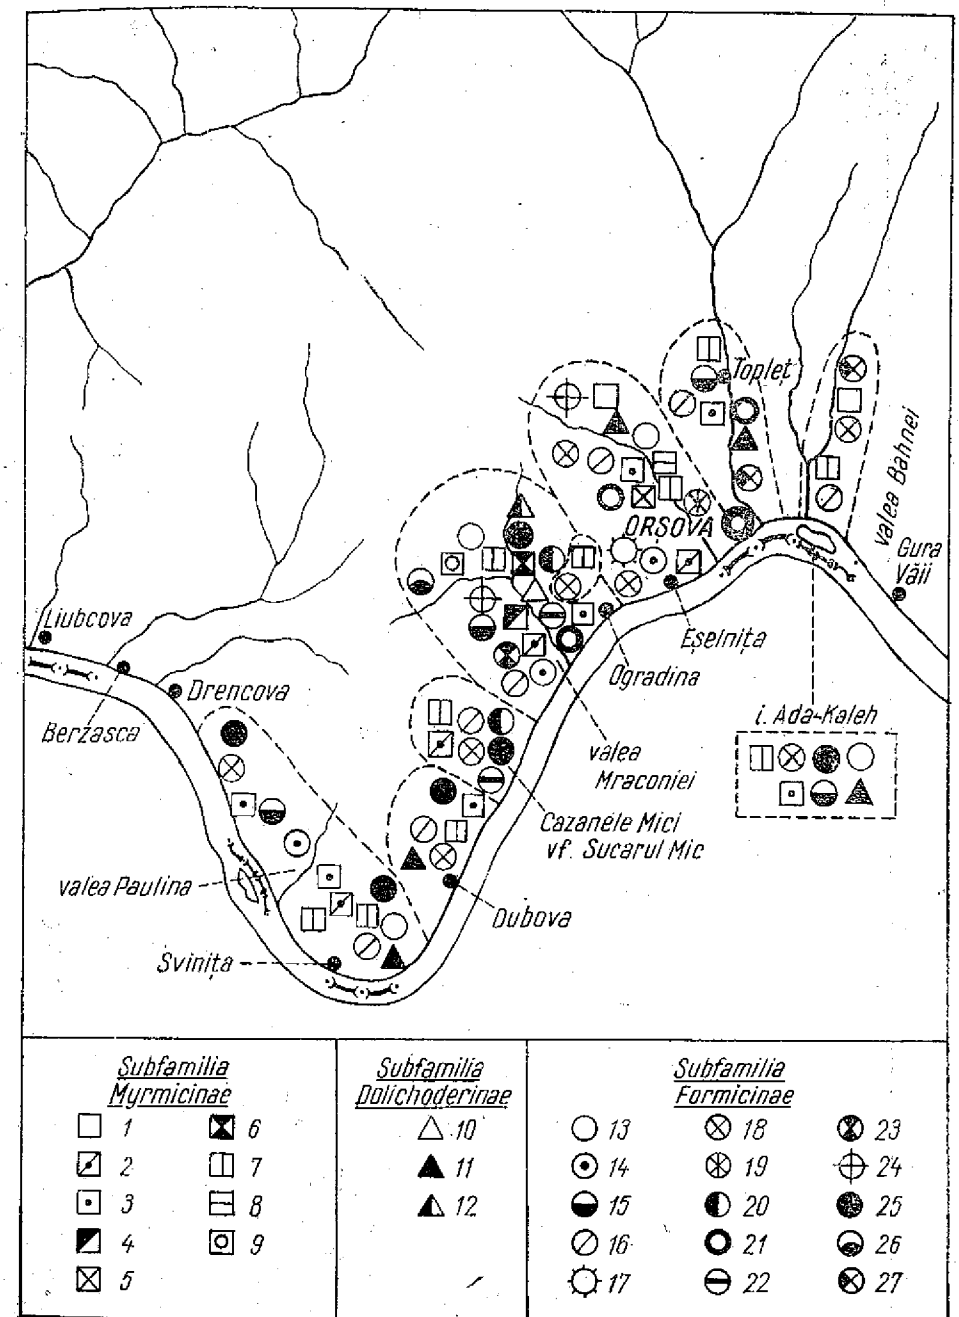 Topleț
ORȘOVA
valea Bahnei
Gura
Văii
Eșelnița
Ogradina
Liubcova
Berzasca
Drencova
i. Ada-Kaleh
valea
Mraconiei
Cazanele Mici
vf. Sucarul Mic
valea Paulina
Dubova
Svinița
Subfamilia
Myrmicinae
1
2
3
4
5
6
7
8
9
Subfamilia
Dolichoderinae
10
11
12
Subfamilia
Formicinae
13
14
15
16
17
18
19
20
21
22
23
24
25
26
27